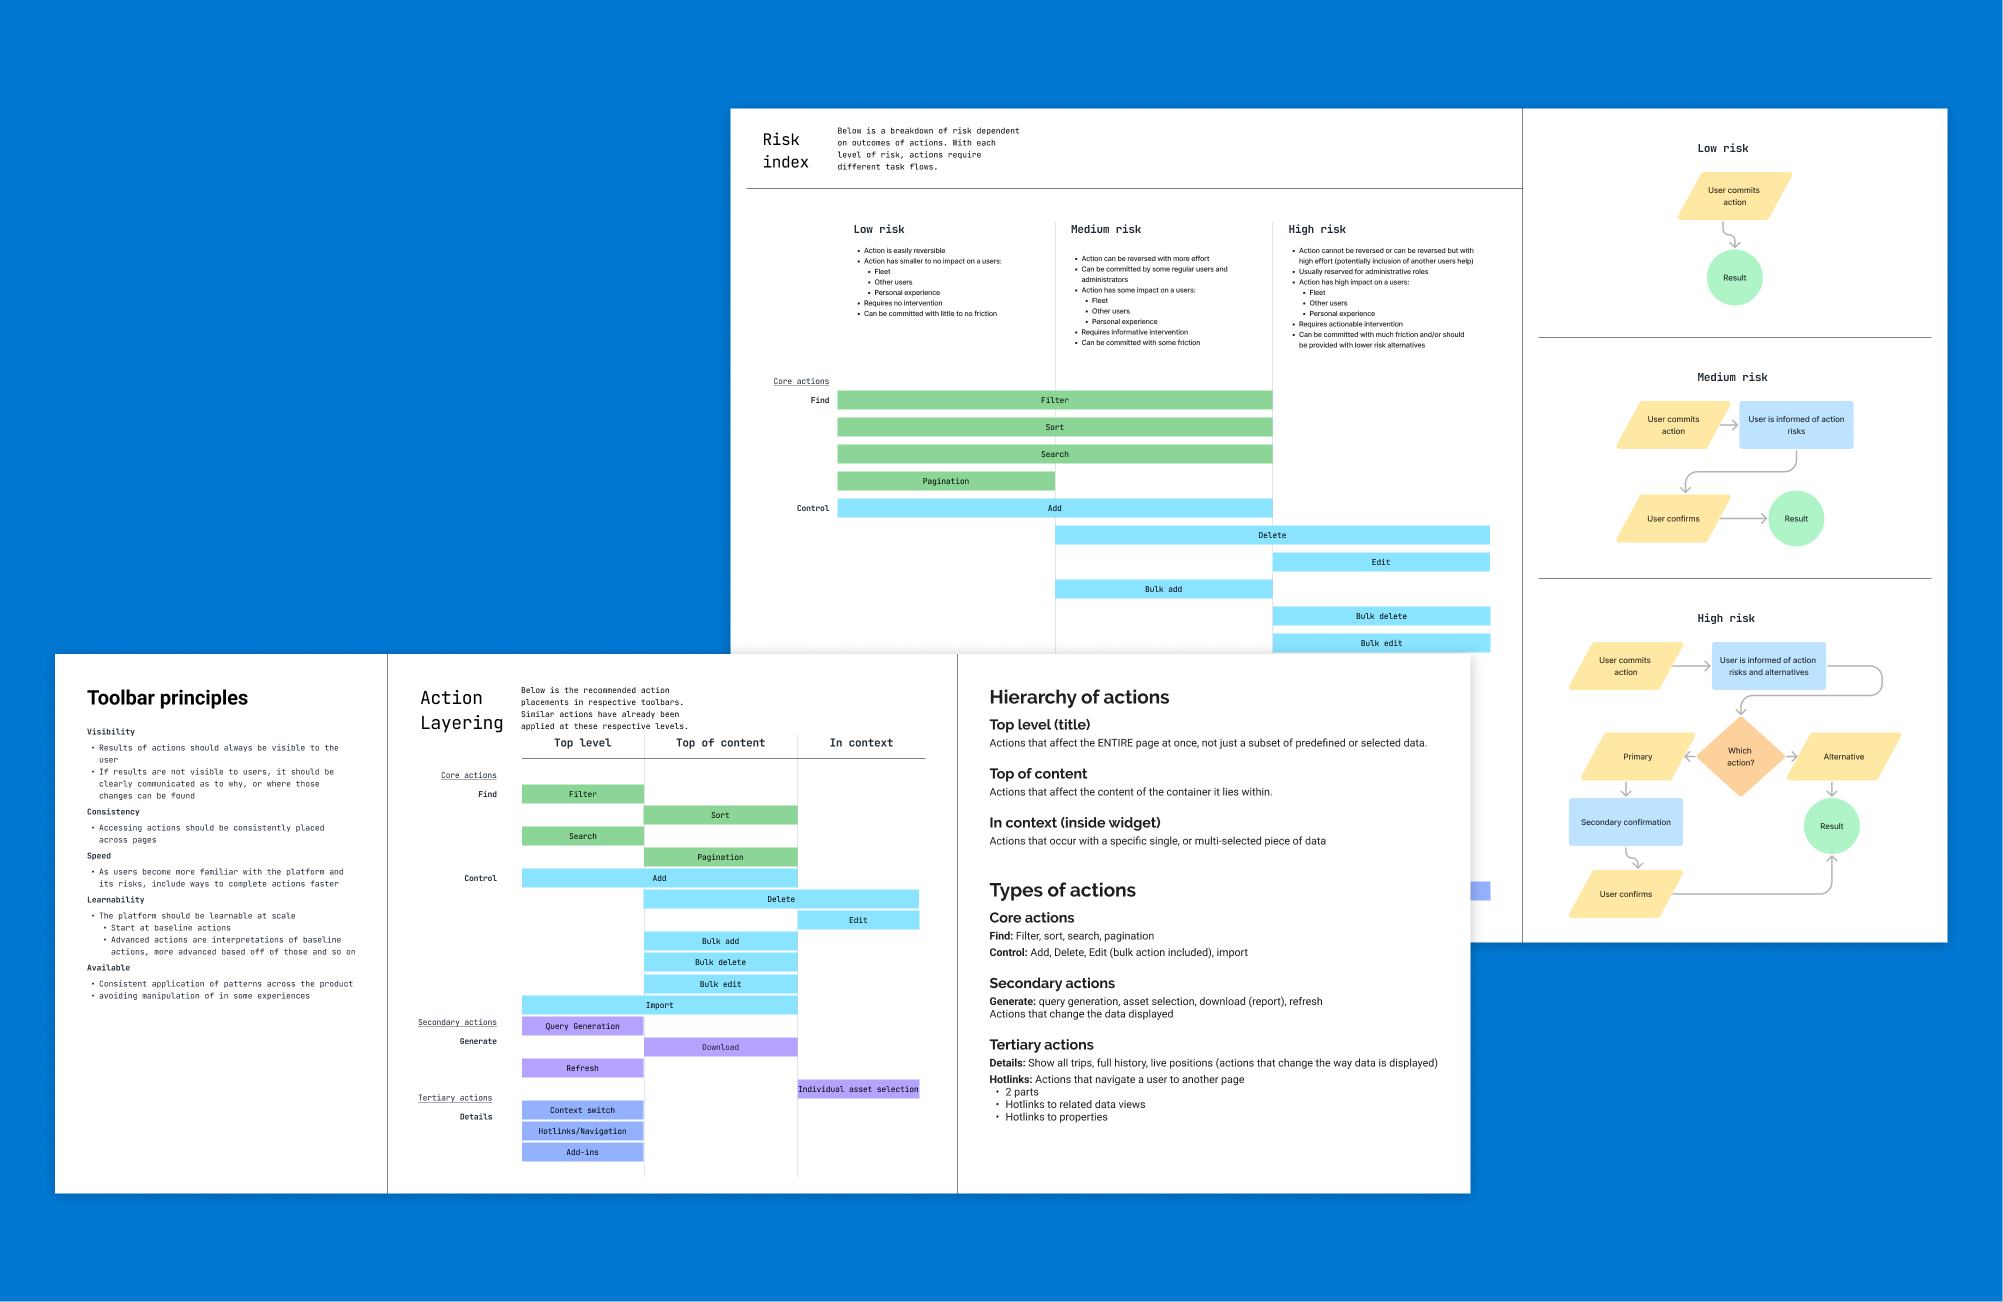 Risk
index
Below is a breakdown of risk dependent
on outcomes of actions. With each
level of risk, actions require
different task flows.
Low risk
• Action is easily reversible
• Action has smaller to no impact on a users:
• Fleet
• Other users
• Personal experience
• Requires no intervention
• Can be committed with little to no friction
Medium risk
• Action can be reversed with more effort
• Can be committed by some regular users and
administrators
• Action has some impact on a users:
• Fleet
• Other users
• Personal experience
• Requires informative intervention
• Can be committed with some friction
High risk
• Action cannot be reversed or can be reversed but with
high effort (potentially inclusion of another users help)
• Usually reserved for administrative roles
• Action has high impact on a users:
• Fleet
• Other users
• Personal experience
• Requires actionable intervention
• Can be committed with much friction and/or should
be provided with lower risk alternatives
Core actions
Find
Filter
Sort
Search
Pagination
Control
Add
Delete
Edit
Bulk add
Bulk delete
Bulk edit
Low risk
User commits
action
Result
Medium risk
User commits
action
User is informed of action
risks
User confirms
Result
High risk
User commits
action
User is informed of action
risks and alternatives
Which
action?
Primary
Alternative
Secondary confirmation
Result
User confirms
Toolbar principles
Visibility
• Results of actions should always be visible to the
user
• If results are not visible to users, it should be
clearly communicated as to why, or where those
changes can be found
Consistency
• Accessing actions should be consistently placed
across pages
Speed
• As users become more familiar with the platform and
its risks, include ways to complete actions faster
Learnability
• The platform should be learnable at scale
• Start at baseline actions
• Advanced actions are interpretations of baseline
actions, more advanced based off of those and so on
Available
• Consistent application of patterns across the product
• avoiding manipulation of in some experiences
Action
Layering
Below is the recommended action
placements in respective toolbars.
Similar actions have already been
applied at these respective levels.
Top level
Top of content
In context
Core actions
Find
Filter
Sort
Search
Pagination
Control
Add
Delete
Edit
Bulk add
Bulk delete
Bulk edit
Import
Secondary actions
Query Generation
Generate
Download
Refresh
Individual asset selection
Tertiary actions
Context switch
Details
Hotlinks/Navigation
Add-ins
Hierarchy of actions
Top level (title)
Actions that affect the ENTIRE page at once, not just a subset of predefined or selected data.
Top of content
Actions that affect the content of the container it lies within.
In context (inside widget)
Actions that occur with a specific single, or multi-selected piece of data
Types of actions
Core actions
Find: Filter, sort, search, pagination
Control: Add, Delete, Edit (bulk action included), import
Secondary actions
Generate: query generation, asset selection, download (report), refresh
Actions that change the data displayed
Tertiary actions
Details: Show all trips, full history, live positions (actions that change the way data is displayed)
Hotlinks: Actions that navigate a user to another page
• 2 parts
• Hotlinks to related data views
• Hotlinks to properties